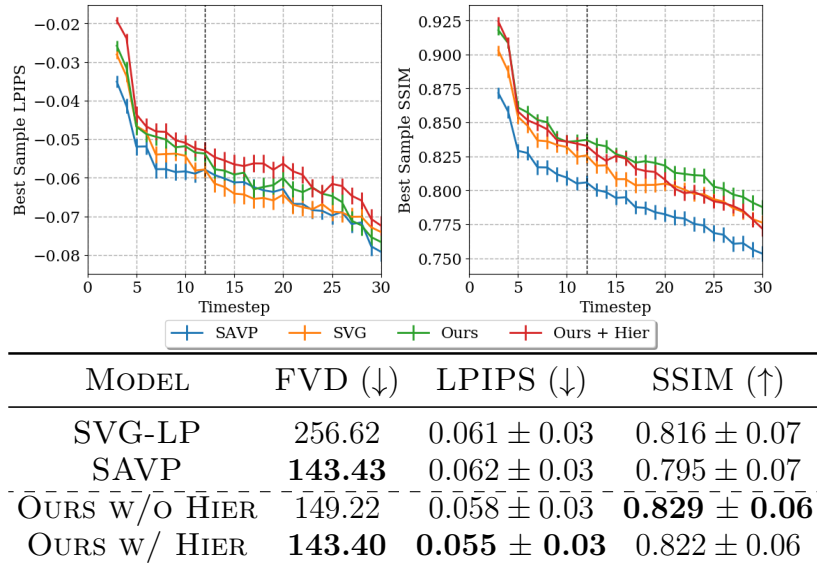 −0.02
−0.03
−0.04
−0.05
−0.06
−0.07
−0.08
Best Sample LPIPS
0 5 10 15 20 25 30
Timestep
0.925
0.900
0.875
0.850
0.825
0.800
0.775
0.750
Best Sample SSIM
0 5 10 15 20 25 30
Timestep
SAVP SVG Ours Ours + Hier
MODEL FVD (↓) LPIPS (↓) SSIM (↑)
SVG-LP 256.62 0.061 ± 0.03 0.816 ± 0.07
SAVP 143.43 0.062 ± 0.03 0.795 ± 0.07
OURS W/O HIER 149.22 0.058 ± 0.03 0.829 ± 0.06
OURS W/ HIER 143.40 0.055 ± 0.03 0.822 ± 0.06